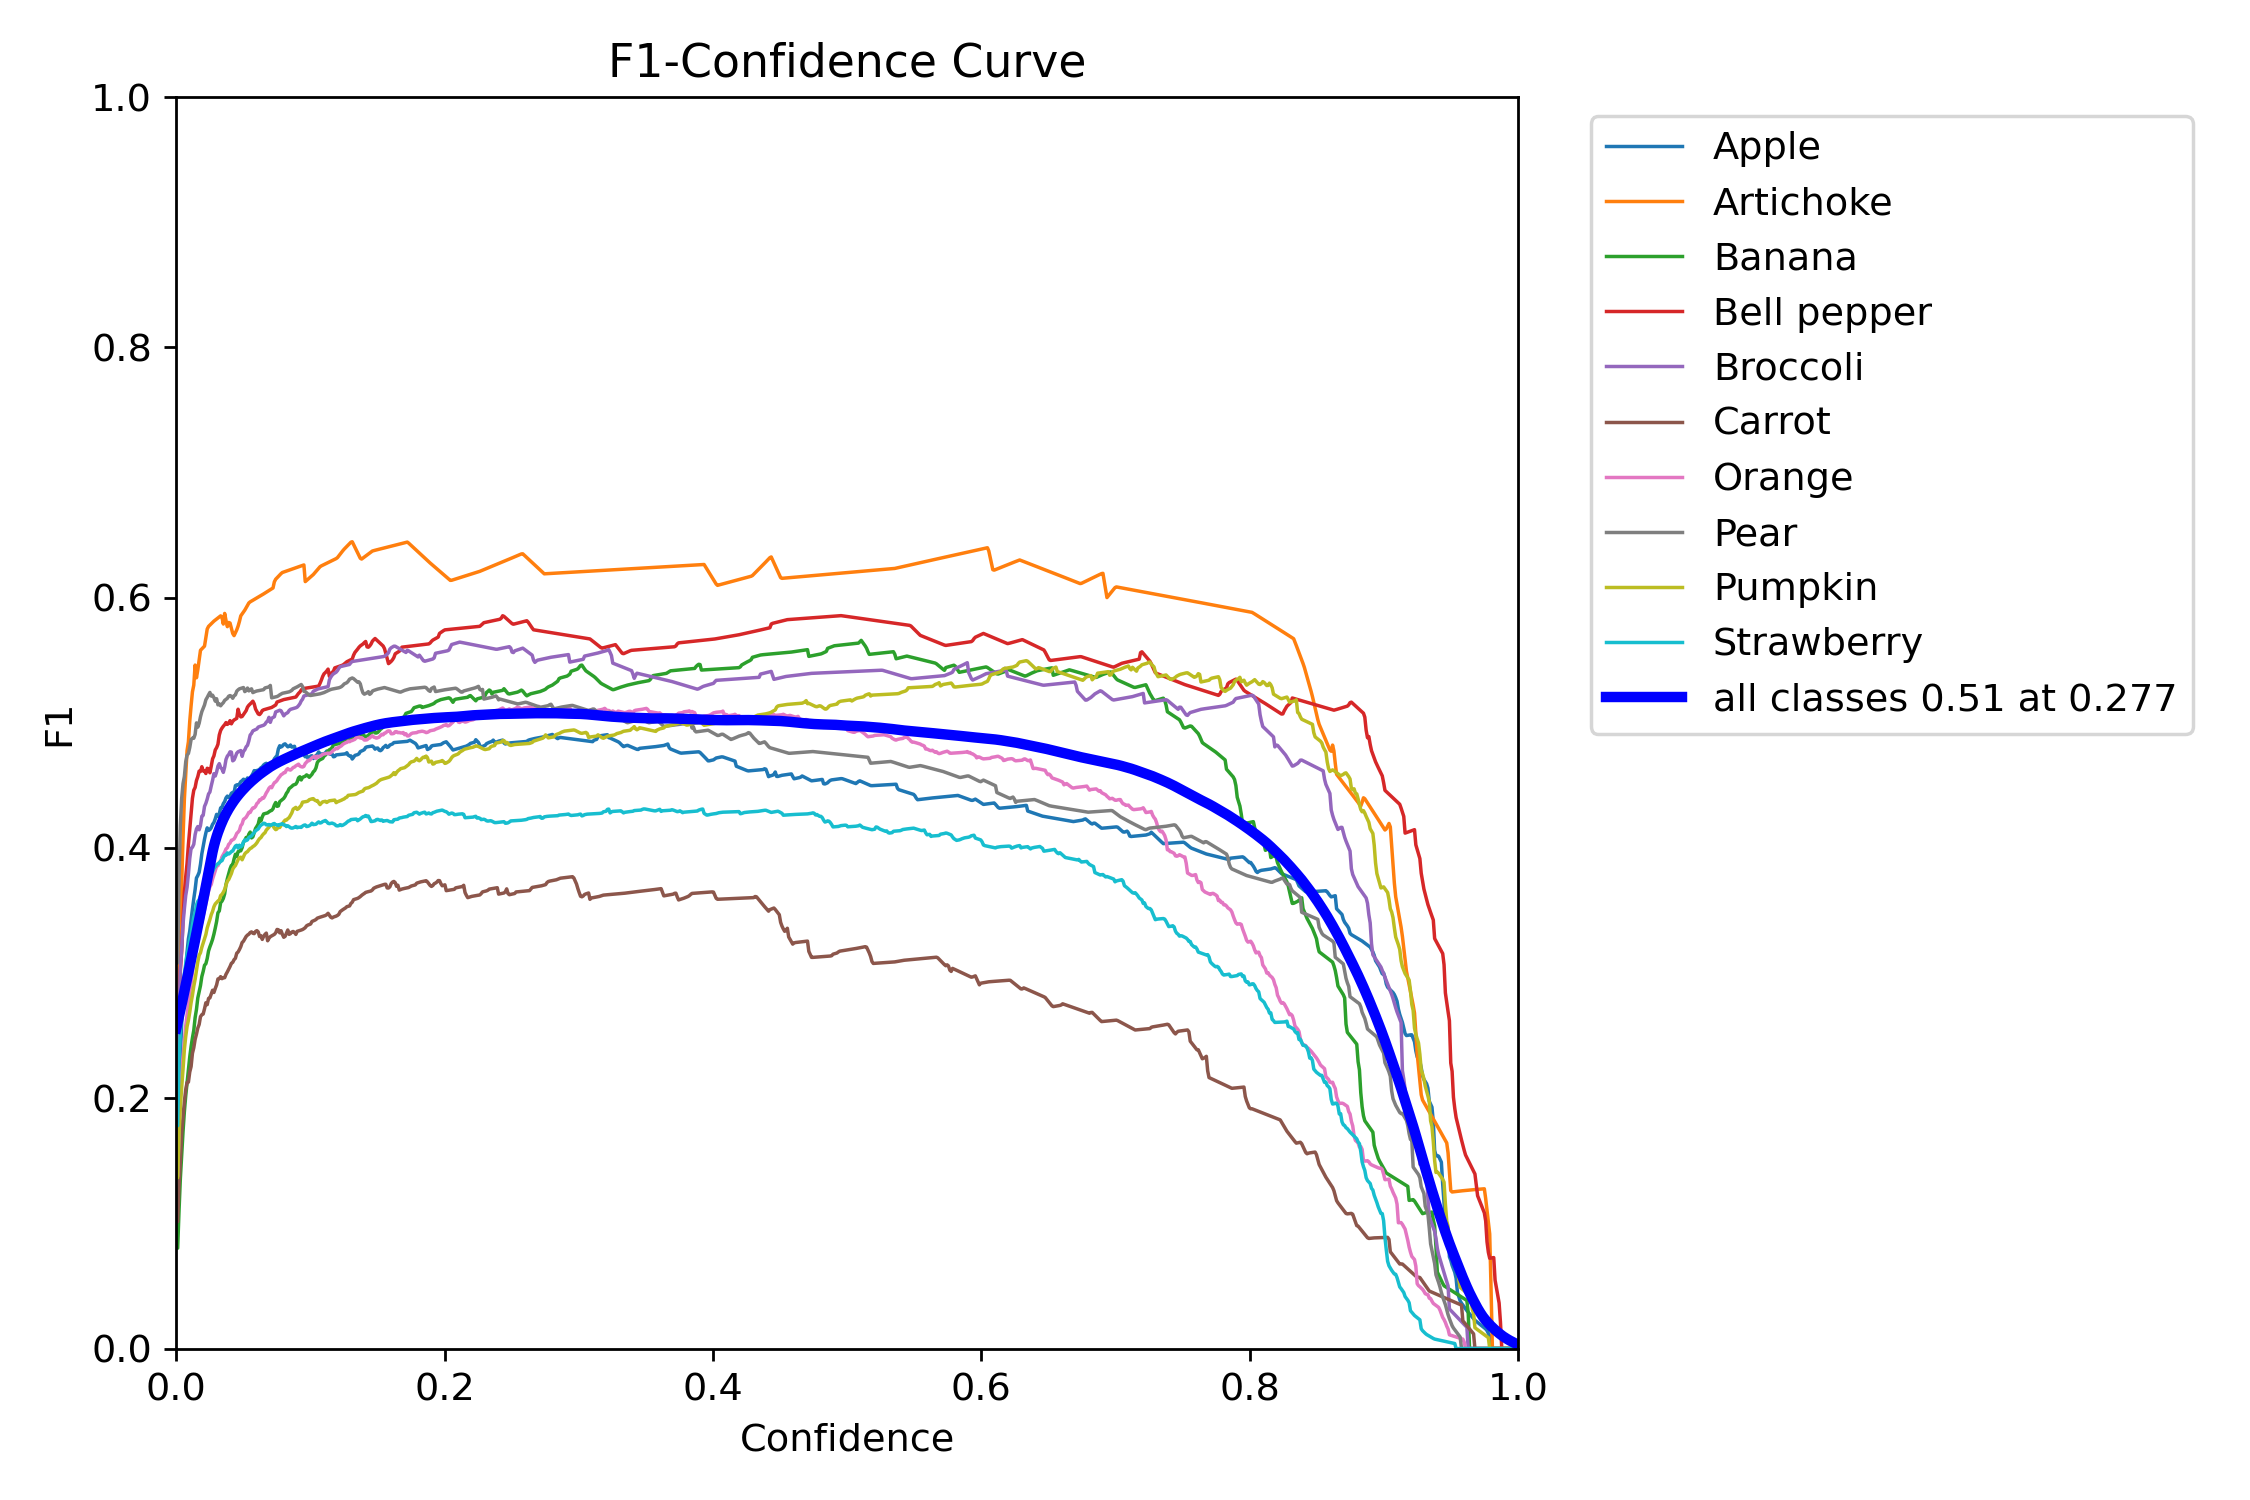 F1-Confidence Curve
1.0
0.8
0.6
0.4
0.2
0.0
F1
0.0 0.2 0.4 0.6 0.8 1.0
Confidence
Apple
Artichoke
Banana
Bell pepper
Broccoli
Carrot
Orange
Pear
Pumpkin
Strawberry
all classes 0.51 at 0.277